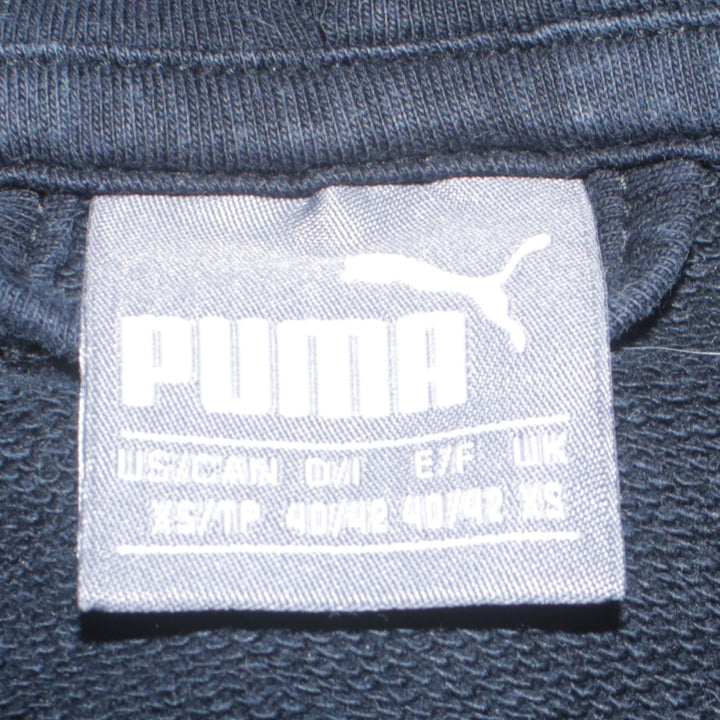 PUMA
US/CAN D/I E/F UK
XS/TP 40/42 40/42 XS